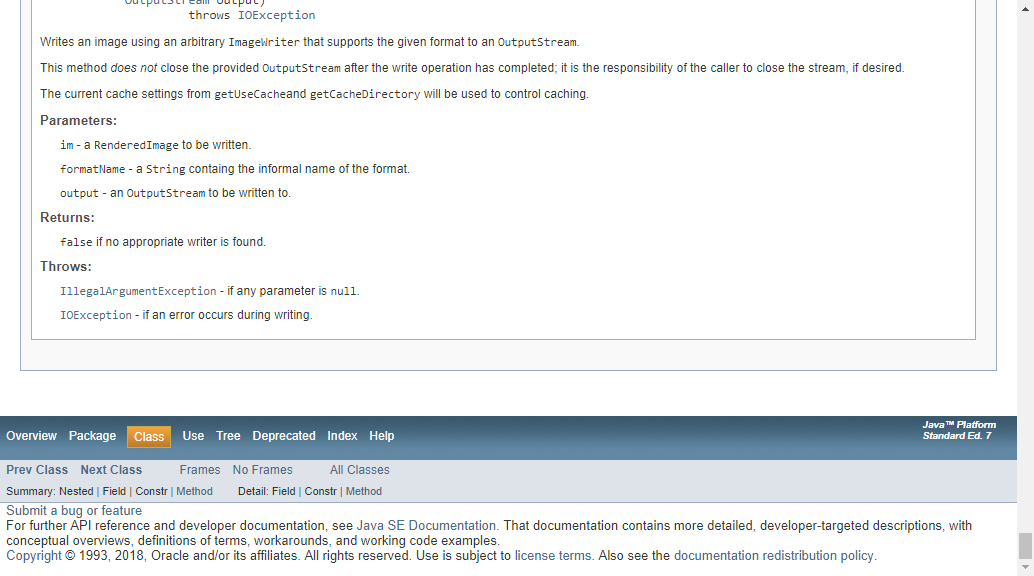 OutputStream output)
throws IOException
Writes an image using an arbitrary ImageWriter that supports the given format to an OutputStream.
This method does not close the provided OutputStream after the write operation has completed; it is the responsibility of the caller to close the stream, if desired.
The current cache settings from getUseCacheand getCacheDirectory will be used to control caching.
Parameters:
im - a RenderedImage to be written.
formatName - a String containg the informal name of the format.
output - an OutputStream to be written to.
Returns:
false if no appropriate writer is found.
Throws:
IllegalArgumentException - if any parameter is null.
IOException - if an error occurs during writing.
Overview Package Class Use Tree Deprecated Index Help
Java™ Platform
Standard Ed. 7
Prev Class Next Class Frames No Frames All Classes
Summary: Nested | Field | Constr | Method Detail: Field | Constr | Method
Submit a bug or feature
For further API reference and developer documentation, see Java SE Documentation. That documentation contains more detailed, developer-targeted descriptions, with
conceptual overviews, definitions of terms, workarounds, and working code examples.
Copyright © 1993, 2018, Oracle and/or its affiliates. All rights reserved. Use is subject to license terms. Also see the documentation redistribution policy.